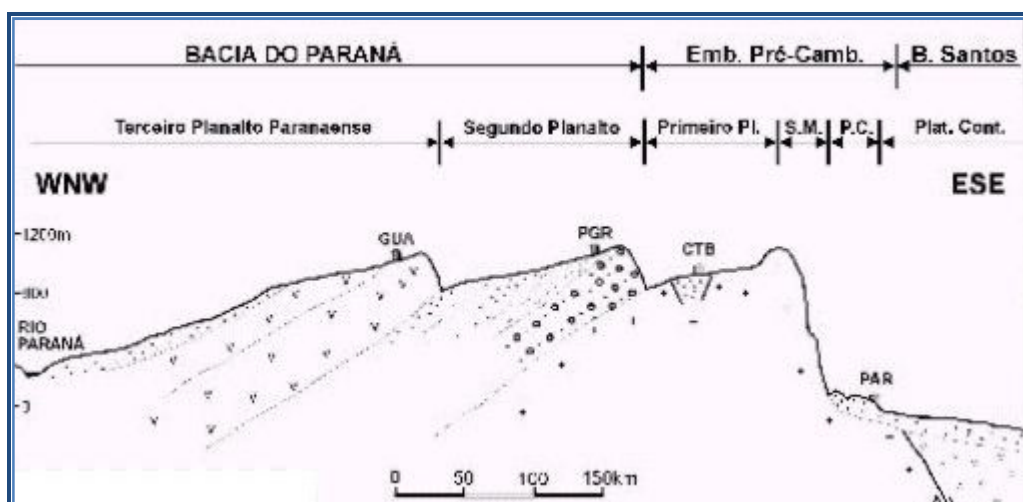 BACIA DO PARANÁ Emb. Pré-Camb. B. Santos
Terceiro Planalto Paranaense Segundo Planalto Primeiro Pl. S.M. P.C. Plat. Cont.
WNW ESE
1200m
GUA PGR CTB
800
RIO
PARANÁ
PAR
0
0 50 100 150km